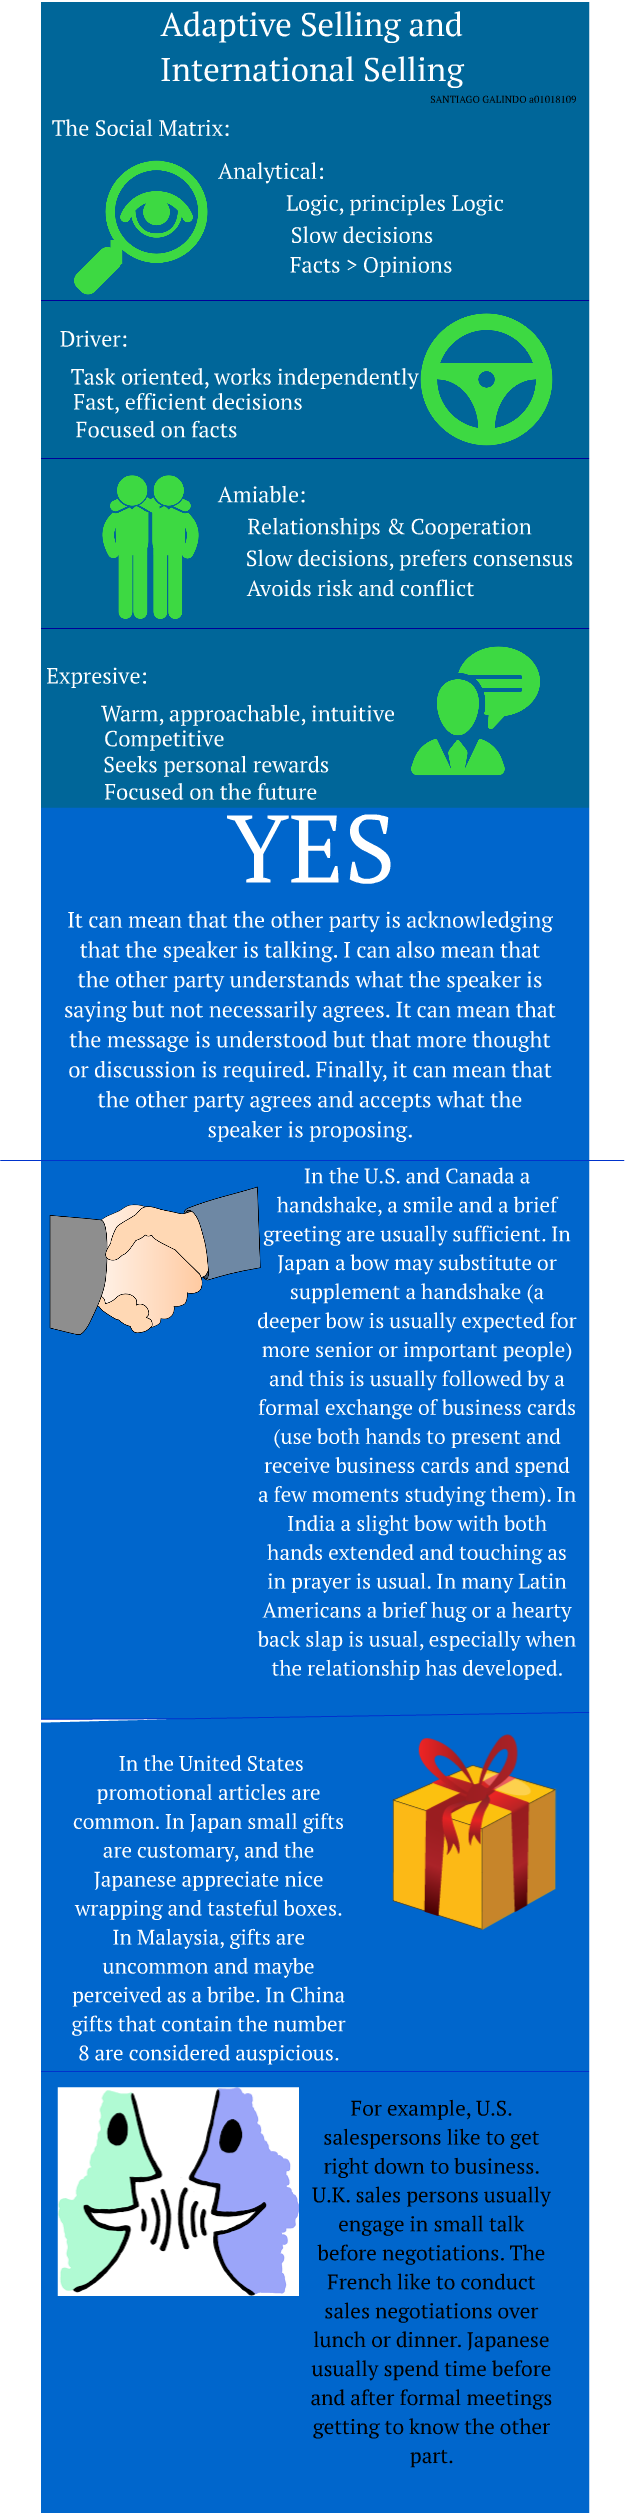 Adaptive Selling and
International Selling
SANTIAGO GALINDO a01018109
The Social Matrix:
Analytical:
Logic, principles Logic
Slow decisions
Facts > Opinions
Driver:
Task oriented, works independently
Fast, efficient decisions
Focused on facts
Amiable:
Relationships & Cooperation
Slow decisions, prefers consensus
Avoids risk and conflict
Expresive:
Warm, approachable, intuitive
Competitive
Seeks personal rewards
Focused on the future
YES
It can mean that the other party is acknowledging
that the speaker is talking. I can also mean that
the other party understands what the speaker is
saying but not necessarily agrees. It can mean that
the message is understood but that more thought
or discussion is required. Finally, it can mean that
the other party agrees and accepts what the
speaker is proposing.
In the U.S. and Canada a
handshake, a smile and a brief
greeting are usually sufficient. In
Japan a bow may substitute or
supplement a handshake (a
deeper bow is usually expected for
more senior or important people)
and this is usually followed by a
formal exchange of business cards
(use both hands to present and
receive business cards and spend
a few moments studying them). In
India a slight bow with both
hands extended and touching as
in prayer is usual. In many Latin
Americans a brief hug or a hearty
back slap is usual, especially when
the relationship has developed.
In the United States
promotional articles are
common. In Japan small gifts
are customary, and the
Japanese appreciate nice
wrapping and tasteful boxes.
In Malaysia, gifts are
uncommon and maybe
perceived as a bribe. In China
gifts that contain the number
8 are considered auspicious.
For example, U.S.
salespersons like to get
right down to business.
U.K. sales persons usually
engage in small talk
before negotiations. The
French like to conduct
sales negotiations over
lunch or dinner. Japanese
usually spend time before
and after formal meetings
getting to know the other
part.